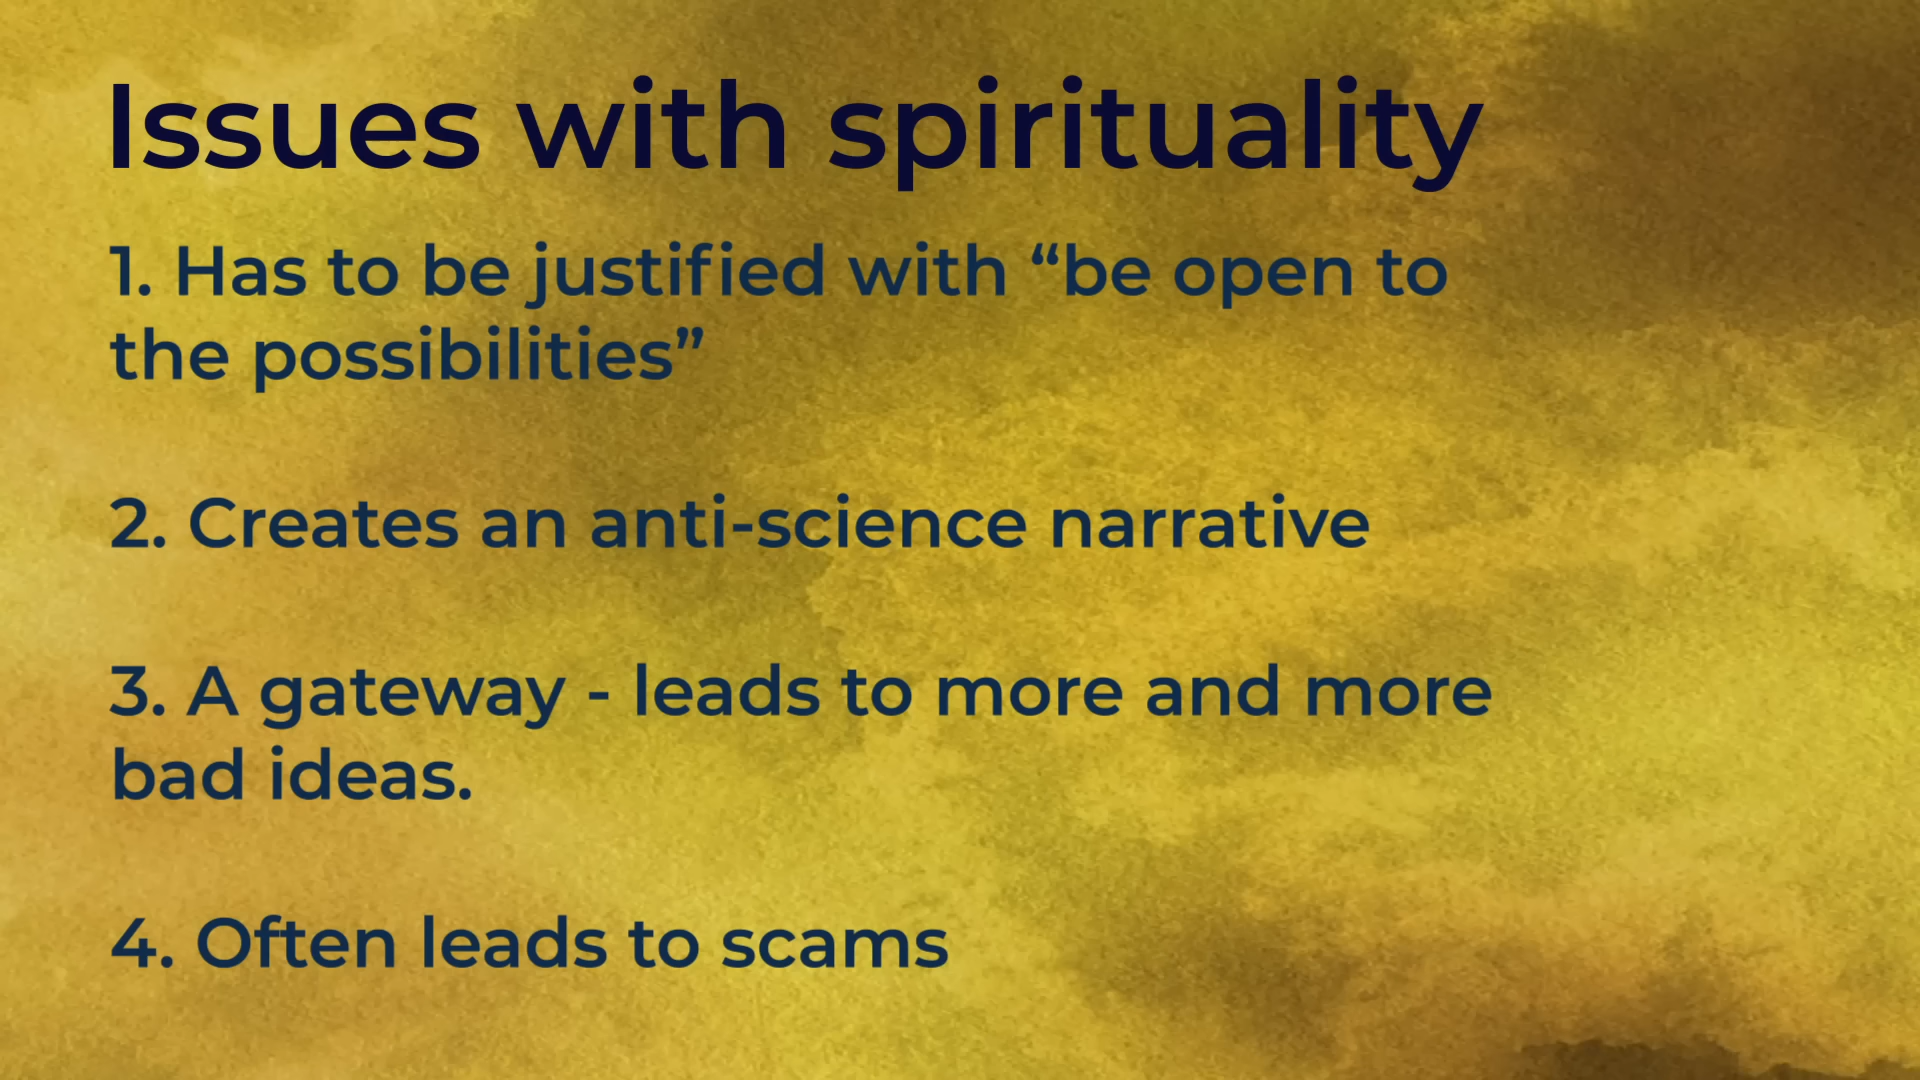 Issues with spirituality
1. Has to be justified with “be open to
the possibilities”
2. Creates an anti-science narrative
3. A gateway - leads to more and more
bad ideas.
4. Often leads to scams